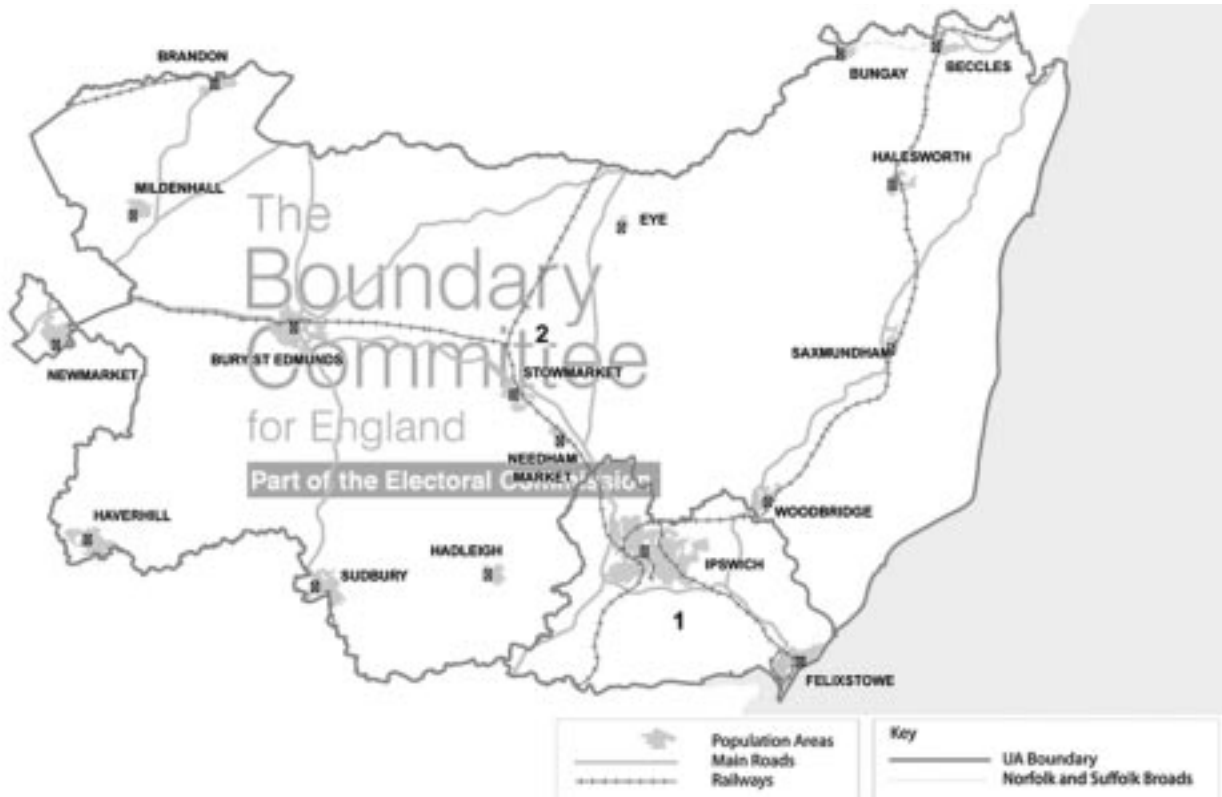 BRANDON
BUNGAY
BECCLES
HALESWORTH
MILDENHALL
EYE
The
Boundary
Committee
for England
Part of the Electoral Commission
2
NEWMARKET
BURY ST EDMUNDS
STOWMARKET
SAXMUNDHAM
NEEDHAM
MARKET
HAVERHILL
WOODBRIDGE
HADLEIGH
SUDBURY
IPSWICH
1
FELIXSTOWE
Population Areas
Main Roads
Railways
Key
UA Boundary
Norfolk and Suffolk Broads